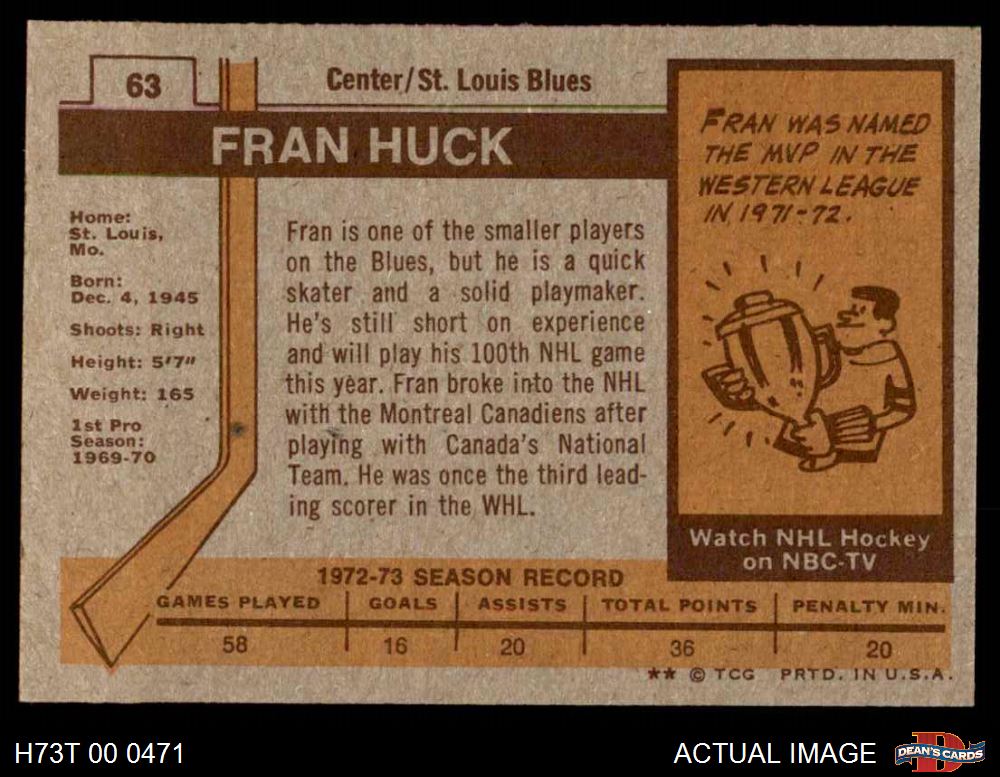 63
Center/St. Louis Blues
FRAN HUCK
Home:
St. Louis,
Mo.
Born:
Dec. 4, 1945
Shoots: Right
Height: 5'7"
Weight: 165
1st Pro
Season:
1969-70
Fran is one of the smaller players
on the Blues, but he is a quick
skater and a solid playmaker.
He's still short on experience
and will play his 100th NHL game
this year. Fran broke into the NHL
with the Montreal Canadiens after
playing with Canada's National
Team. He was once the third lead-
ing scorer in the WHL.
FRAN WAS NAMED
THE MVP IN THE
WESTERN LEAGUE
IN 1971-72.
Watch NHL Hockey
on NBC-TV
1972-73 SEASON RECORD
GAMES PLAYED GOALS ASSISTS TOTAL POINTS PENALTY MIN.
58 16 20 36 20
** © TCG PRTD. IN U.S.A.
H73T 00 0471
ACTUAL IMAGE
D
DEAN'S CARDS